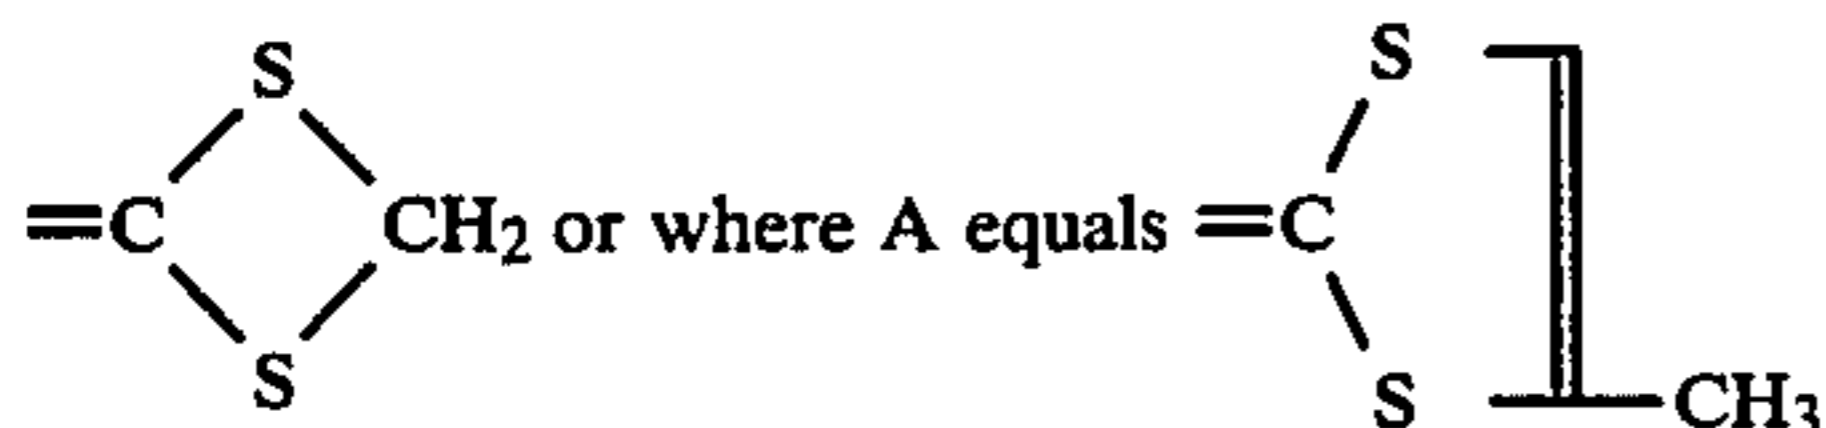 S S
=C CH2 or where A equals =C
S S CH3